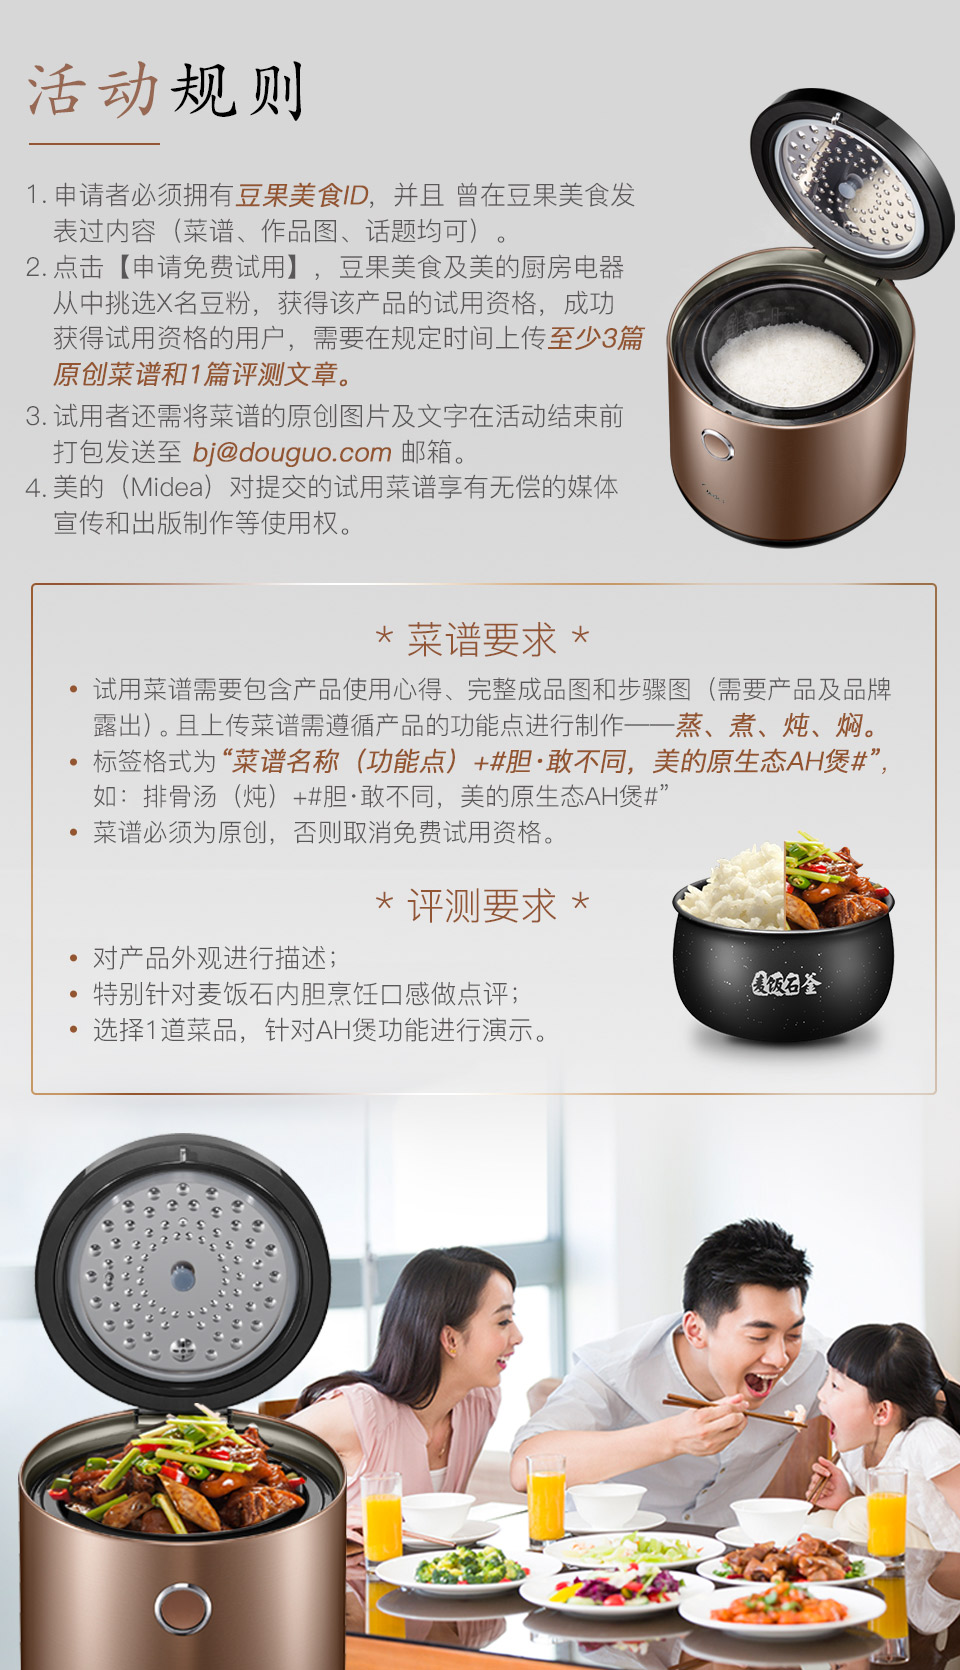 活动规则
1. 申请者必须拥有豆果美食ID，并且 曾在豆果美食发
表过内容（菜谱、作品图、话题均可）。
2. 点击【申请免费试用】，豆果美食及美的厨房电器
从中挑选X名豆粉，获得该产品的试用资格，成功
获得试用资格的用户，需要在规定时间上传至少3篇
原创菜谱和1篇评测文章。
3. 试用者还需将菜谱的原创图片及文字在活动结束前
打包发送至 bj@douguo.com 邮箱。
4. 美的（Midea）对提交的试用菜谱享有无偿的媒体
宣传和出版制作等使用权。
* 菜谱要求 *
• 试用菜谱需要包含产品使用心得、完整成品图和步骤图（需要产品及品牌
露出）。且上传菜谱需遵循产品的功能点进行制作——蒸、煮、炖、焖。
• 标签格式为“菜谱名称（功能点）+#胆·敢不同，美的原生态AH煲#”，
如：排骨汤（炖）+#胆·敢不同，美的原生态AH煲#”
• 菜谱必须为原创，否则取消免费试用资格。
* 评测要求 *
• 对产品外观进行描述；
• 特别针对麦饭石内胆烹饪口感做点评；
• 选择1道菜品，针对AH煲功能进行演示。
麦饭石釜